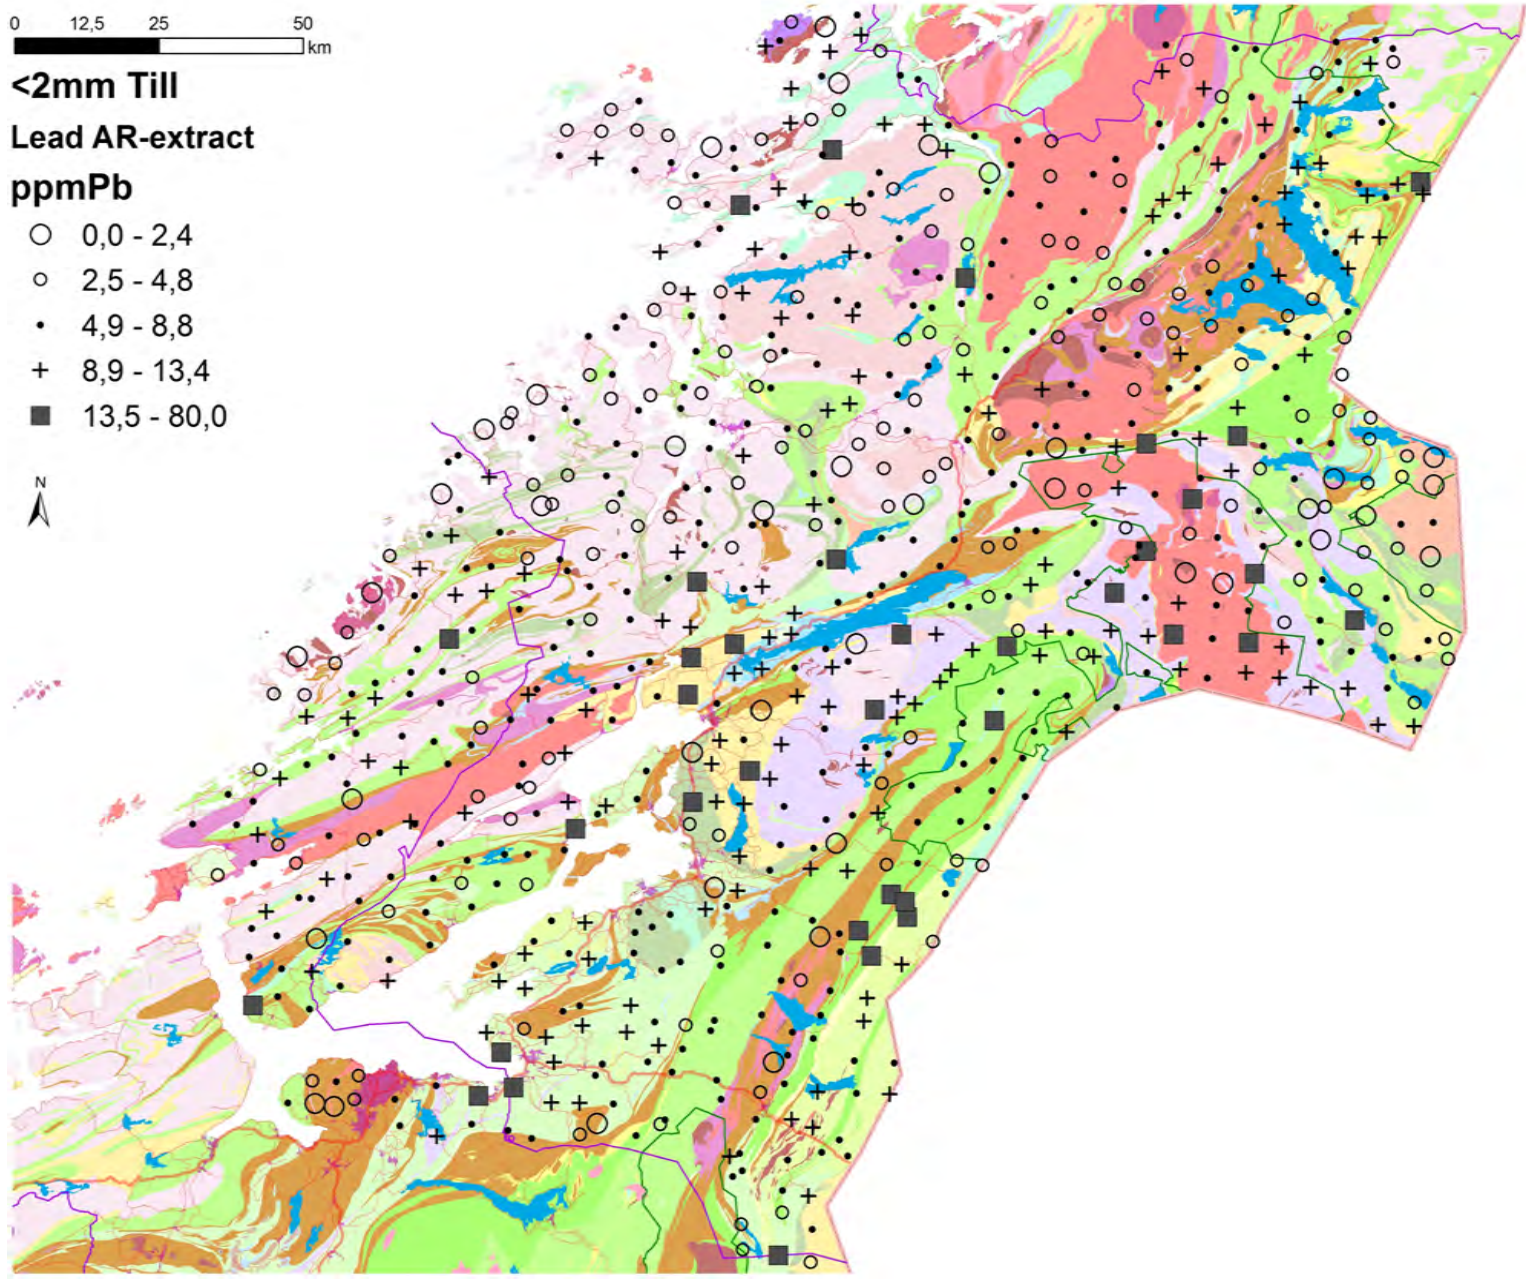 0 12,5 25 50
km
<2mm Till
Lead AR-extract
ppmPb
0,0 - 2,4
2,5 - 4,8
4,9 - 8,8
8,9 - 13,4
13,5 - 80,0
N